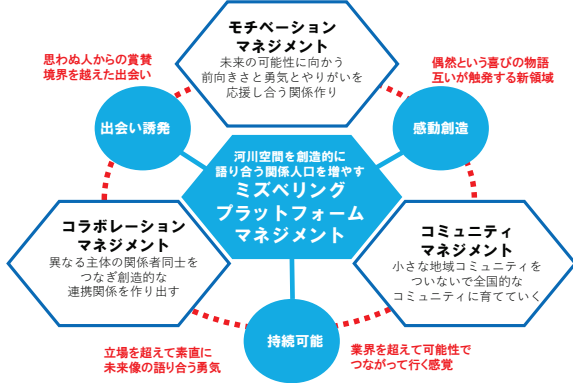 モチベーション
マネジメント
未来の可能性に向かう
前向きさと勇気とやりがいを
応援し合う関係作り
思わぬ人からの賞賛
境界を越えた出会い
偶然という喜びの物語
互いが触発する新領域
出会い誘発
感動創造
河川空間を創造的に
語り合う関係人口を増やす
ミズベリング
プラットフォーム
マネジメント
コラボレーション
マネジメント
異なる主体の関係者同士を
つなぎ創造的な
連携関係を作り出す
コミュニティ
マネジメント
小さな地域コミュニティを
ついないで全国的な
コミュニティに育てていく
持続可能
立場を超えて素直に
未来像の語り合う勇気
業界を超えて可能性で
つながって行く感覚